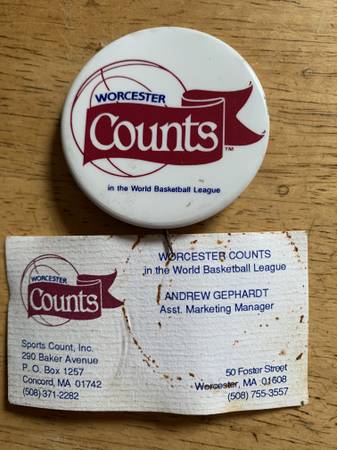 WORCESTER
Counts
TM
in the World Basketball League
WORCESTER
Counts
WORCESTER COUNTS
in the World Basketball League
ANDREW GEPHARDT
Asst. Marketing Manager
Sports Count, Inc.
290 Baker Avenue
P. O. Box 1257
Concord, MA 01742
(508) 371-2282
50 Foster Street
Worcester, MA 01608
(508) 755-3557